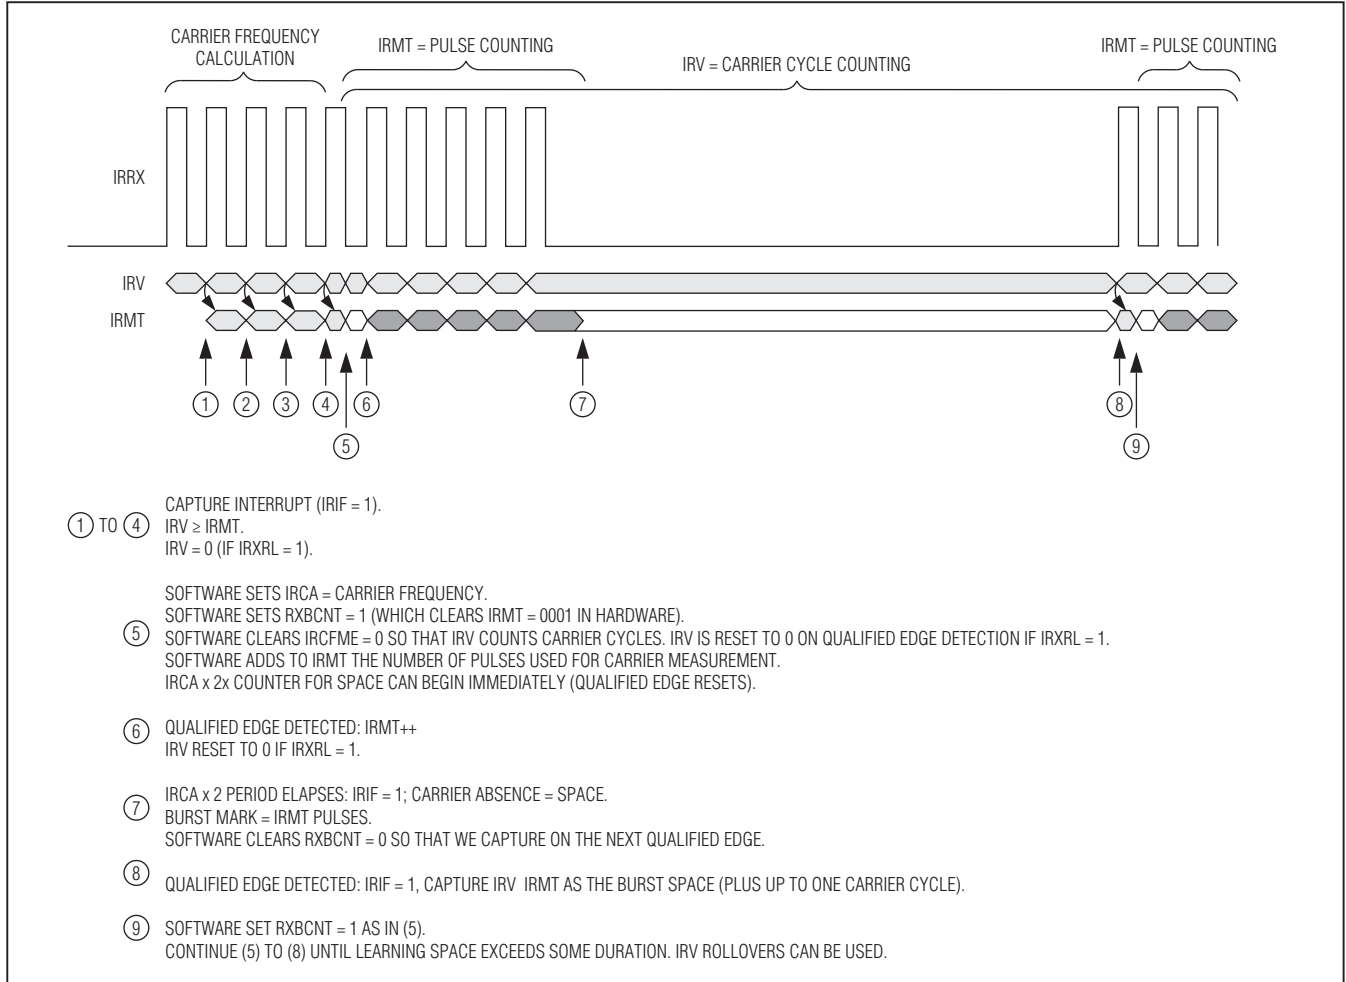 CARRIER FREQUENCY
CALCULATION
IRMT = PULSE COUNTING
IRV = CARRIER CYCLE COUNTING
IRMT = PULSE COUNTING
IRRX
IRV
IRMT
1 2 3 4 6 7 8
5 9
1 TO 4
CAPTURE INTERRUPT (IRIF = 1).
IRV ≥ IRMT.
IRV = 0 (IF IRXRL = 1).
5
SOFTWARE SETS IRCA = CARRIER FREQUENCY.
SOFTWARE SETS RXBCNT = 1 (WHICH CLEARS IRMT = 0001 IN HARDWARE).
SOFTWARE CLEARS IRCFME = 0 SO THAT IRV COUNTS CARRIER CYCLES. IRV IS RESET TO 0 ON QUALIFIED EDGE DETECTION IF IRXRL = 1.
SOFTWARE ADDS TO IRMT THE NUMBER OF PULSES USED FOR CARRIER MEASUREMENT.
IRCA x 2x COUNTER FOR SPACE CAN BEGIN IMMEDIATELY (QUALIFIED EDGE RESETS).
6
QUALIFIED EDGE DETECTED: IRMT++
IRV RESET TO 0 IF IRXRL = 1.
7
IRCA x 2 PERIOD ELAPSES: IRIF = 1; CARRIER ABSENCE = SPACE.
BURST MARK = IRMT PULSES.
SOFTWARE CLEARS RXBCNT = 0 SO THAT WE CAPTURE ON THE NEXT QUALIFIED EDGE.
8
QUALIFIED EDGE DETECTED: IRIF = 1, CAPTURE IRV IRMT AS THE BURST SPACE (PLUS UP TO ONE CARRIER CYCLE).
9
SOFTWARE SET RXBCNT = 1 AS IN (5).
CONTINUE (5) TO (8) UNTIL LEARNING SPACE EXCEEDS SOME DURATION. IRV ROLLOVERS CAN BE USED.